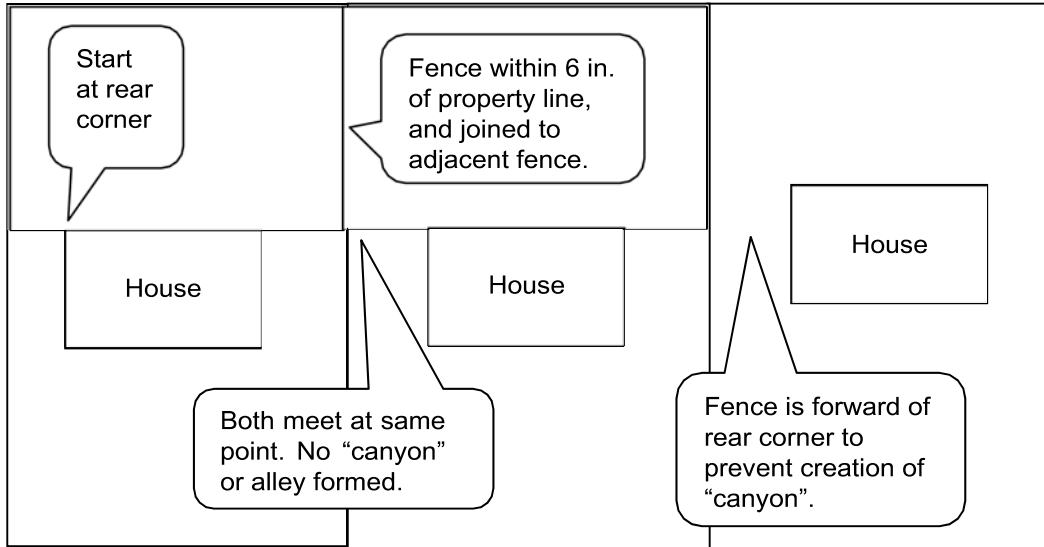 Start
at rear
corner
Fence within 6 in.
of property line,
and joined to
adjacent fence.
House
House
House
Both meet at same
point. No “canyon”
or alley formed.
Fence is forward of
rear corner to
prevent creation of
“canyon”.